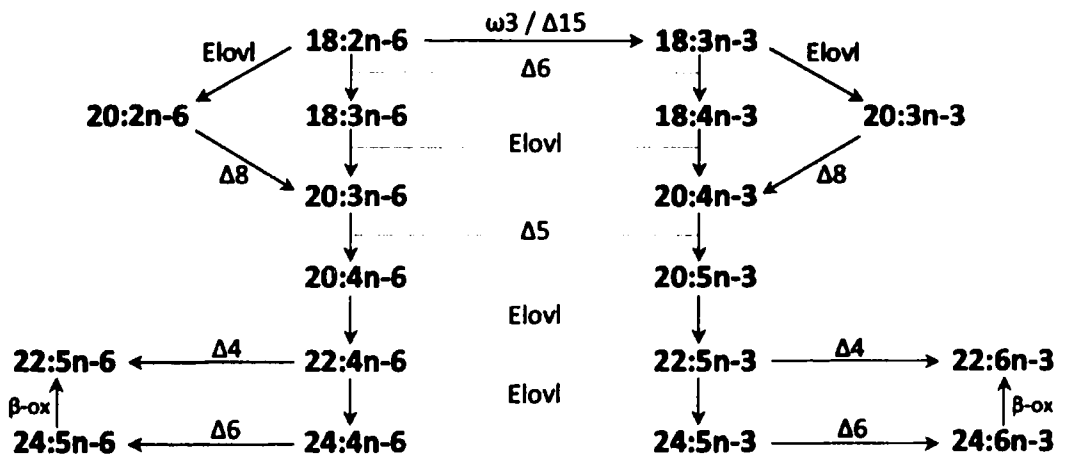 ω3 / Δ15
18:2n-6 18:3n-3
Elovl Δ6 Elovl
20:2n-6 18:3n-6 18:4n-3 20:3n-3
Elovl
Δ8 Δ8
20:3n-6 20:4n-3
Δ5
20:4n-6 20:5n-3
Elovl
22:5n-6 Δ4 22:4n-6 22:5n-3 Δ4 22:6n-3
β-ox Elovl β-ox
24:5n-6 Δ6 24:4n-6 24:5n-3 Δ6 24:6n-3